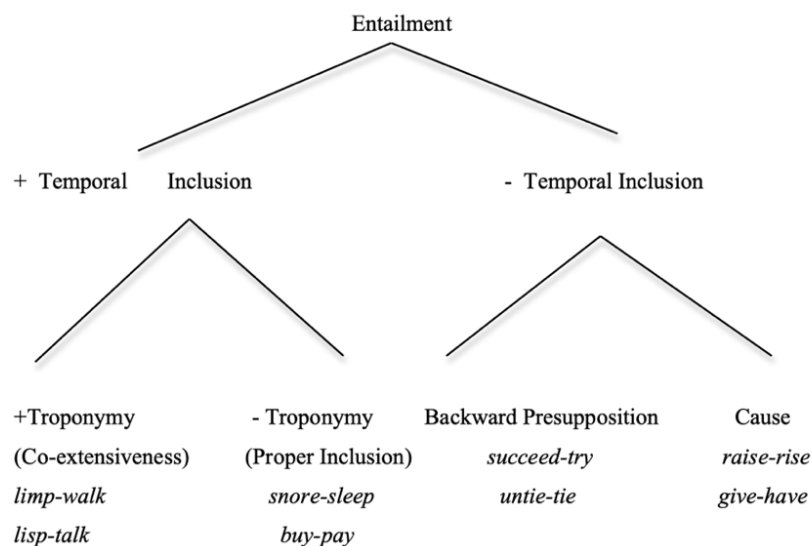 Entailment
+ Temporal Inclusion - Temporal Inclusion
+Troponymy - Troponymy Backward Presupposition Cause
(Co-extensiveness) (Proper Inclusion) succeed-try raise-rise
limp-walk snore-sleep untie-tie give-have
lisp-talk buy-pay